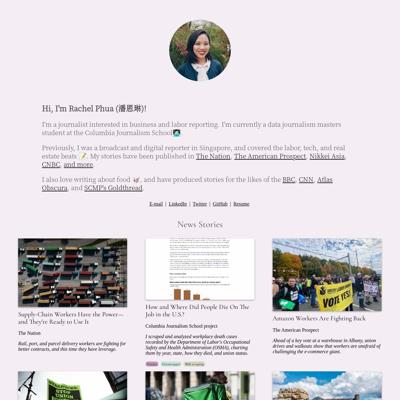 Hi, I'm Rachel Phua (潘恩琳)!
I'm a journalist interested in business and labor reporting. I'm currently a data journalism masters
student at the Columbia Journalism School👩🏻‍💻.
Previously, I was a broadcast and digital reporter in Singapore, and covered the labor, tech, and real
estate beats 📝. My stories have been published in The Nation, The American Prospect, Nikkei Asia,
CNBC, and more.
I also love writing about food 🥡, and have produced stories for the likes of the BBC, CNN, Atlas
Obscura, and SCMP's Goldthread.
E-mail | LinkedIn | Twitter | GitHub | Resume
News Stories
Supply-Chain Workers Have the Power—
and They're Ready to Use It
The Nation
Rail, port, and parcel delivery workers are fighting for
better contracts, and this time they have leverage.
How and Where Did People Die On The
Job in the U.S.?
Columbia Journalism School project
I scraped and analyzed workplace death cases
recorded by the Department of Labor's Occupational
Safety and Health Administration (OSHA), charting
them by year, state, how they died, and union status.
VOTE YES!
Amazon Workers Are Fighting Back
The American Prospect
Ahead of a key vote at a warehouse in Albany, union
drives and walkouts show that workers are unafraid of
challenging the e-commerce giant.